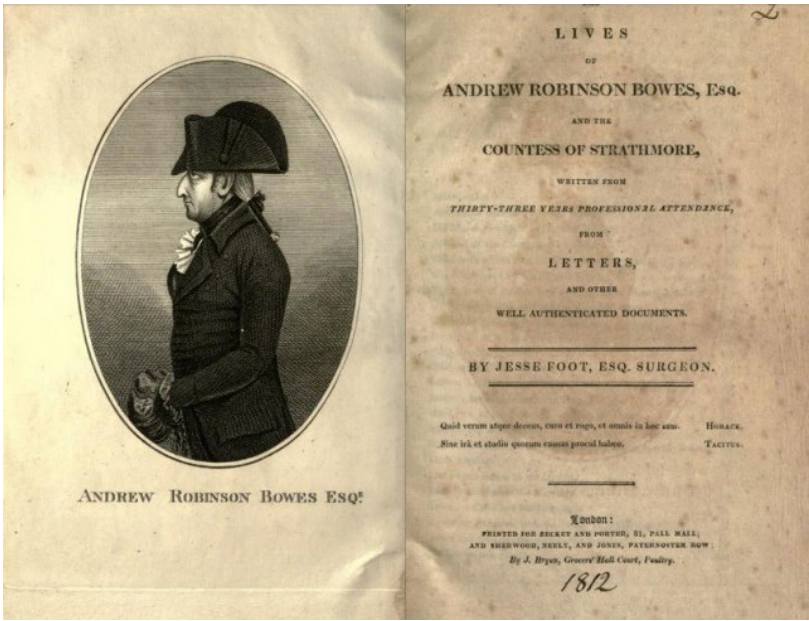 ANDREW ROBINSON BOWES ESQR.
2
LIVES
OF
ANDREW ROBINSON BOWES, ESQ.
AND THE
COUNTESS OF STRATHMORE,
WRITTEN FROM
THIRTY-THREE YEARS PROFESSIONAL ATTENDANCE,
FROM
LETTERS,
AND OTHER
WELL AUTHENTICATED DOCUMENTS.
BY JESSE FOOT, ESQ. SURGEON.
Quid verum atque decens, curo et rogo, et omnis in hoc sum. HORACE.
Sine irâ et studio quorum causas procul habeo. TACITUS.
London:
PRINTED FOR BECKET AND PORTER, 81, PALL MALL;
AND SHERWOOD, NEELY, AND JONES, PATERNOSTER ROW;
By J. Bryan, Grocers' Hall Court, Poultry.
1812